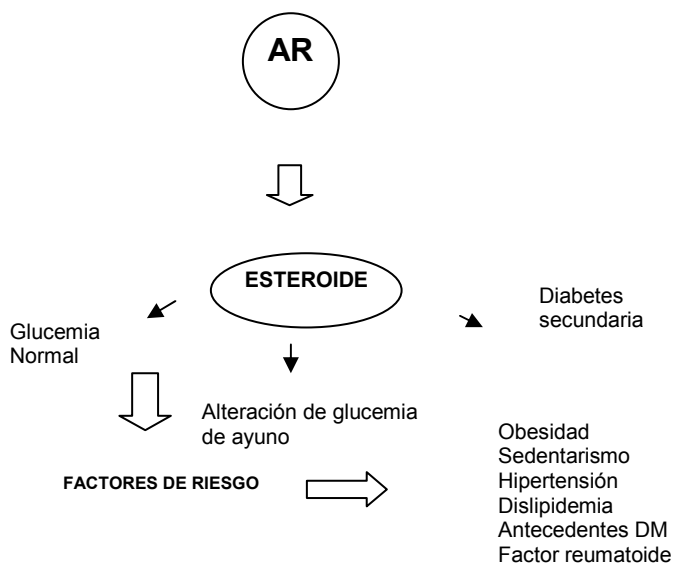 AR
ESTEROIDE
Glucemia
Normal
Diabetes
secundaria
Alteración de glucemia
de ayuno
FACTORES DE RIESGO
Obesidad
Sedentarismo
Hipertensión
Dislipidemia
Antecedentes DM
Factor reumatoide